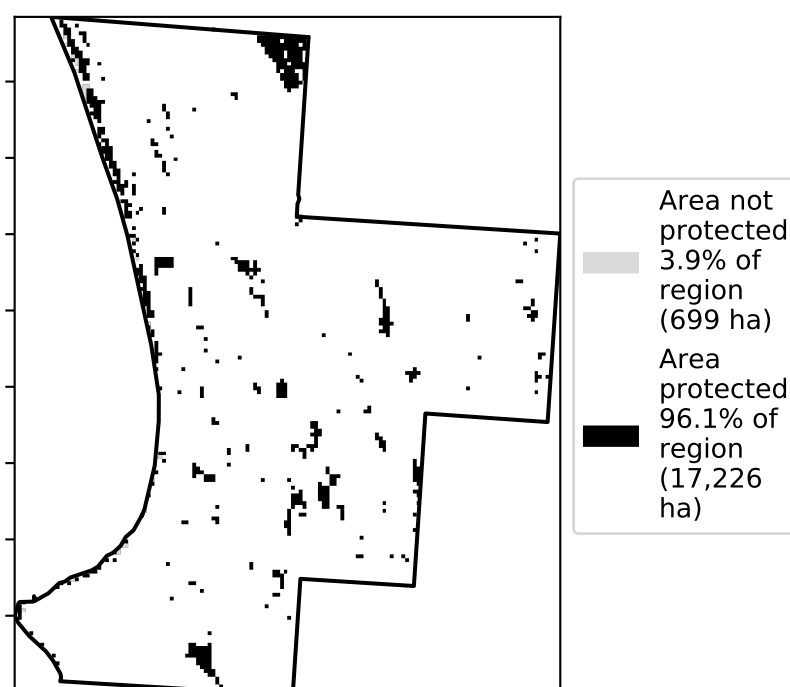 Area not
protected
3.9% of
region
(699 ha)
Area
protected
96.1% of
region
(17,226
ha)